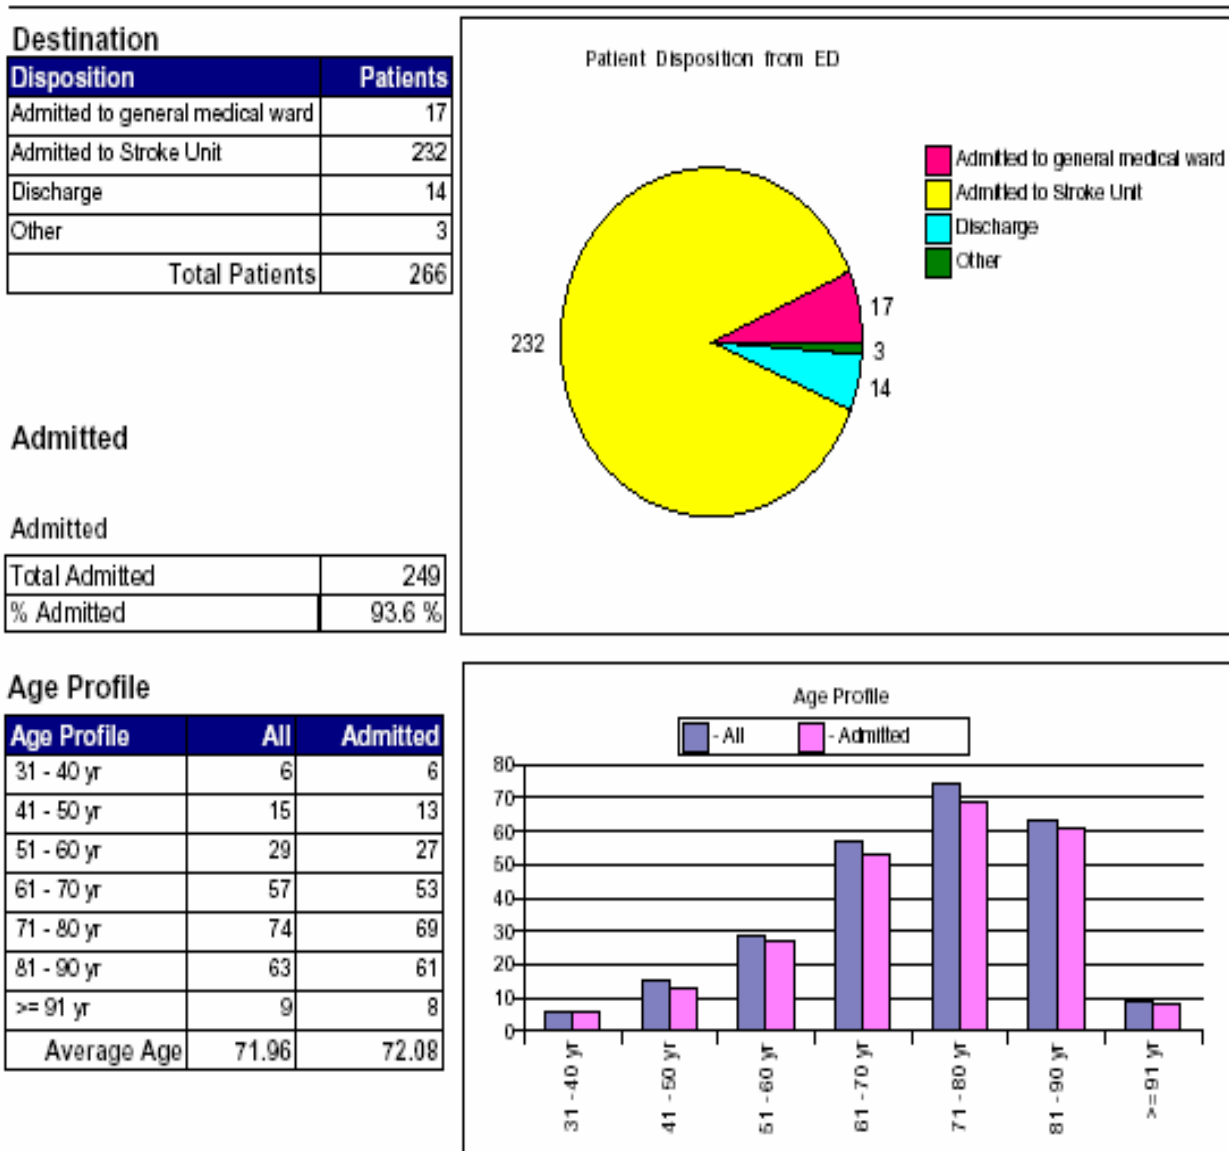 Destination
Disposition Patients
Admitted to general medical ward 17
Admitted to Stroke Unit 232
Discharge 14
Other 3
Total Patients 266
Patient Disposition from ED
Admitted to general medical ward
Admitted to Stroke Unit
Discharge
Other
232
17
3
14
Admitted
Admitted
Total Admitted 249
% Admitted 93.6 %
Age Profile
Age Profile All Admitted
31 - 40 yr 6 6
41 - 50 yr 15 13
51 - 60 yr 29 27
61 - 70 yr 57 53
71 - 80 yr 74 69
81 - 90 yr 63 61
>= 91 yr 9 8
Average Age 71.96 72.08
Age Profile
- All - Admitted
80
70
60
50
40
30
20
10
0
31 - 40 yr
41 - 50 yr
51 - 60 yr
61 - 70 yr
71 - 80 yr
81 - 90 yr
>= 91 yr